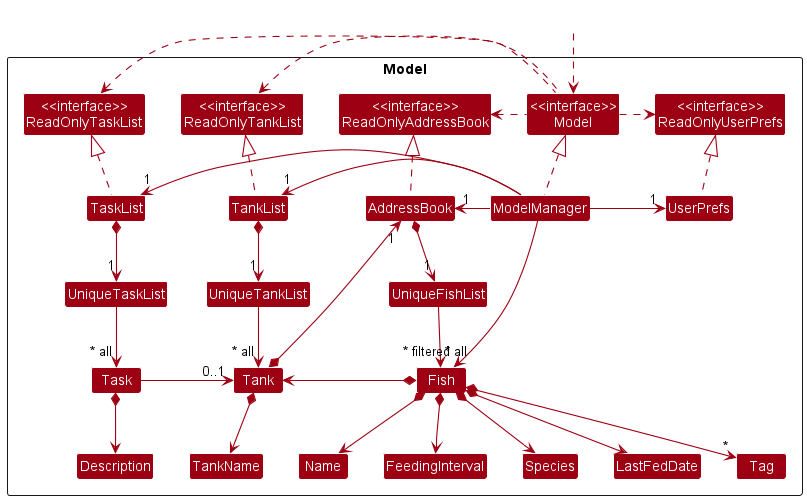 Model
<<interface>>
ReadOnlyTaskList
<<interface>>
ReadOnlyTankList
<<interface>>
ReadOnlyAddressBook
<<interface>>
Model
<<interface>>
ReadOnlyUserPrefs
1
1
TaskList
TankList
AddressBook
1
ModelManager
1
UserPrefs
1
1
1
1
UniqueTaskList
UniqueTankList
UniqueFishList
* all
* all
* filtered
* all
0..1
Task
Tank
Fish
*
Description
TankName
Name
FeedingInterval
Species
LastFedDate
Tag